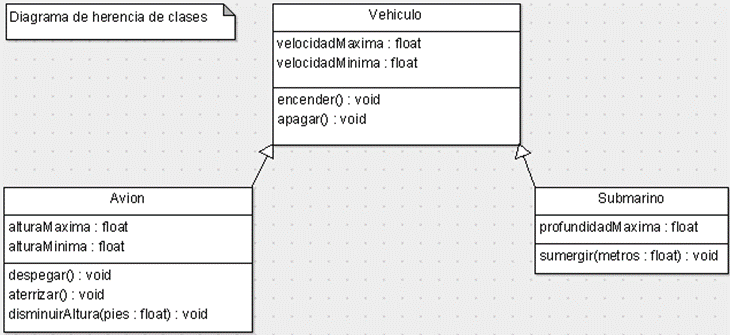 Diagrama de herencia de clases
Vehiculo
velocidadMaxima : float
velocidadMinima : float
encender() : void
apagar() : void
Avion
alturaMaxima : float
alturaMinima : float
despegar() : void
aterrizar() : void
disminuirAltura(pies : float) : void
Submarino
profundidadMaxima : float
sumergir(metros : float) : void